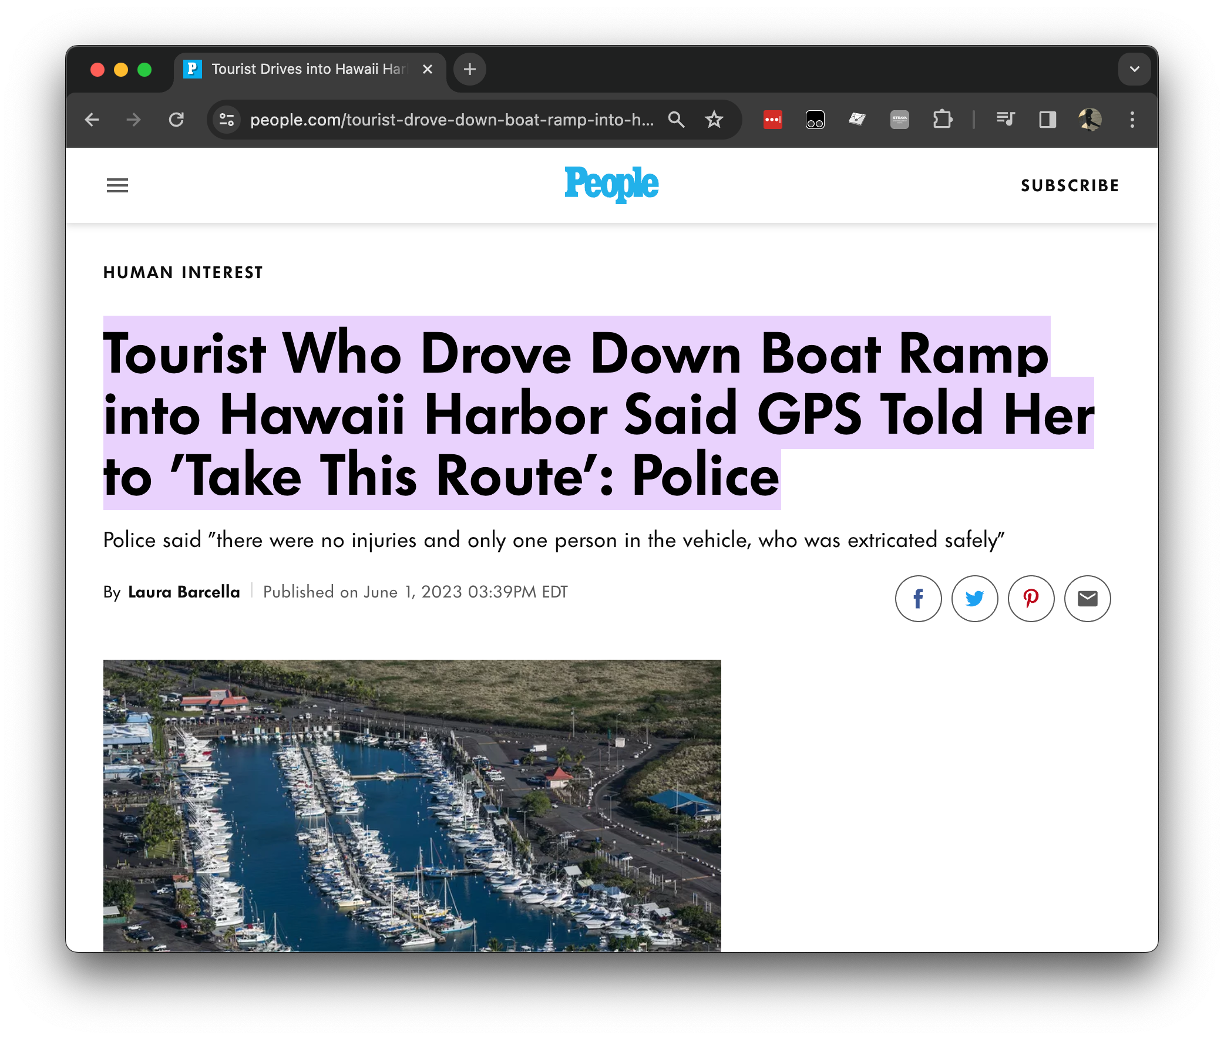 Tourist Drives into Hawaii Har
people.com/tourist-drove-down-boat-ramp-into-h...
People
SUBSCRIBE
HUMAN INTEREST
Tourist Who Drove Down Boat Ramp
into Hawaii Harbor Said GPS Told Her
to ’Take This Route’: Police
Police said ”there were no injuries and only one person in the vehicle, who was extricated safely”
By Laura Barcella
Published on June 1, 2023 03:39PM EDT